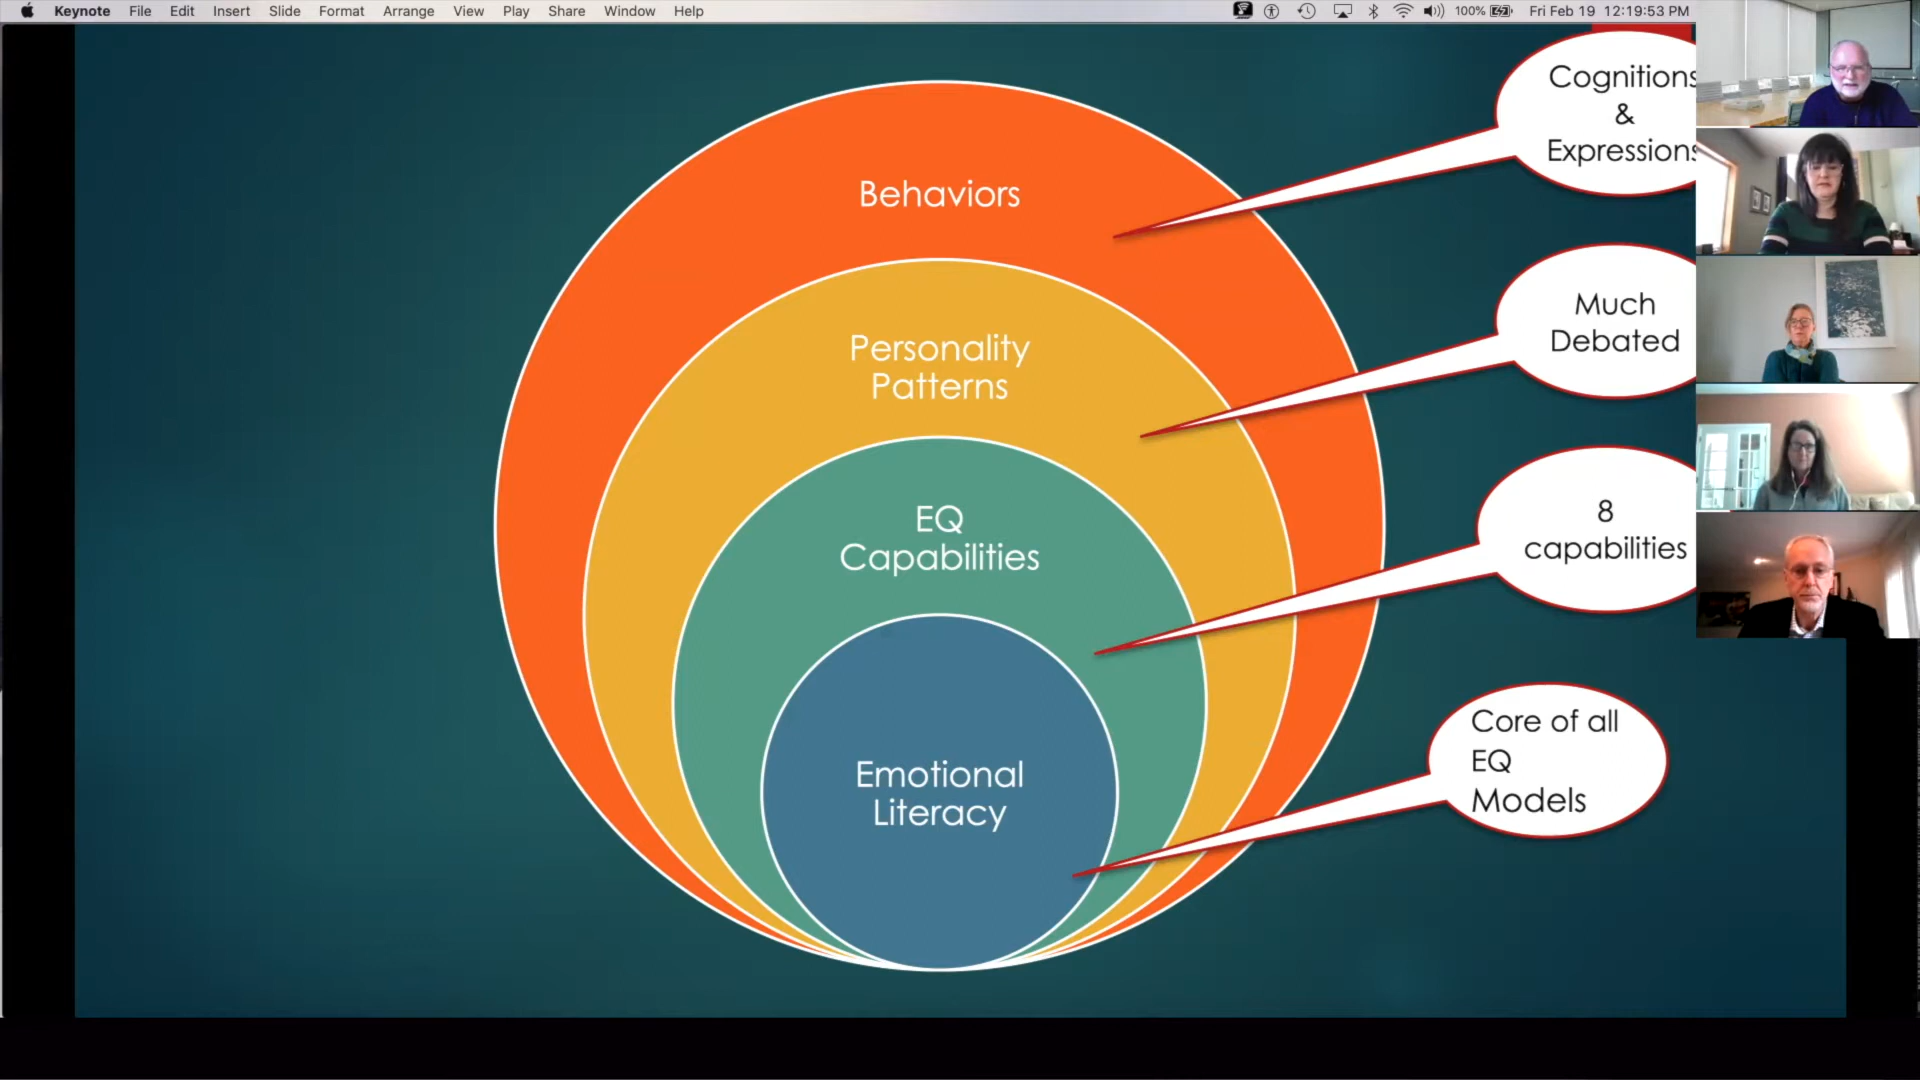 Keynote File Edit Insert Slide Format Arrange View Play Share Window Help 100% Fri Feb 19 12:19:53 PM
Behaviors
Personality
Patterns
EQ
Capabilities
Emotional
Literacy
Cognitions
&
Expressions
Much
Debated
8
capabilities
Core of all
EQ
Models